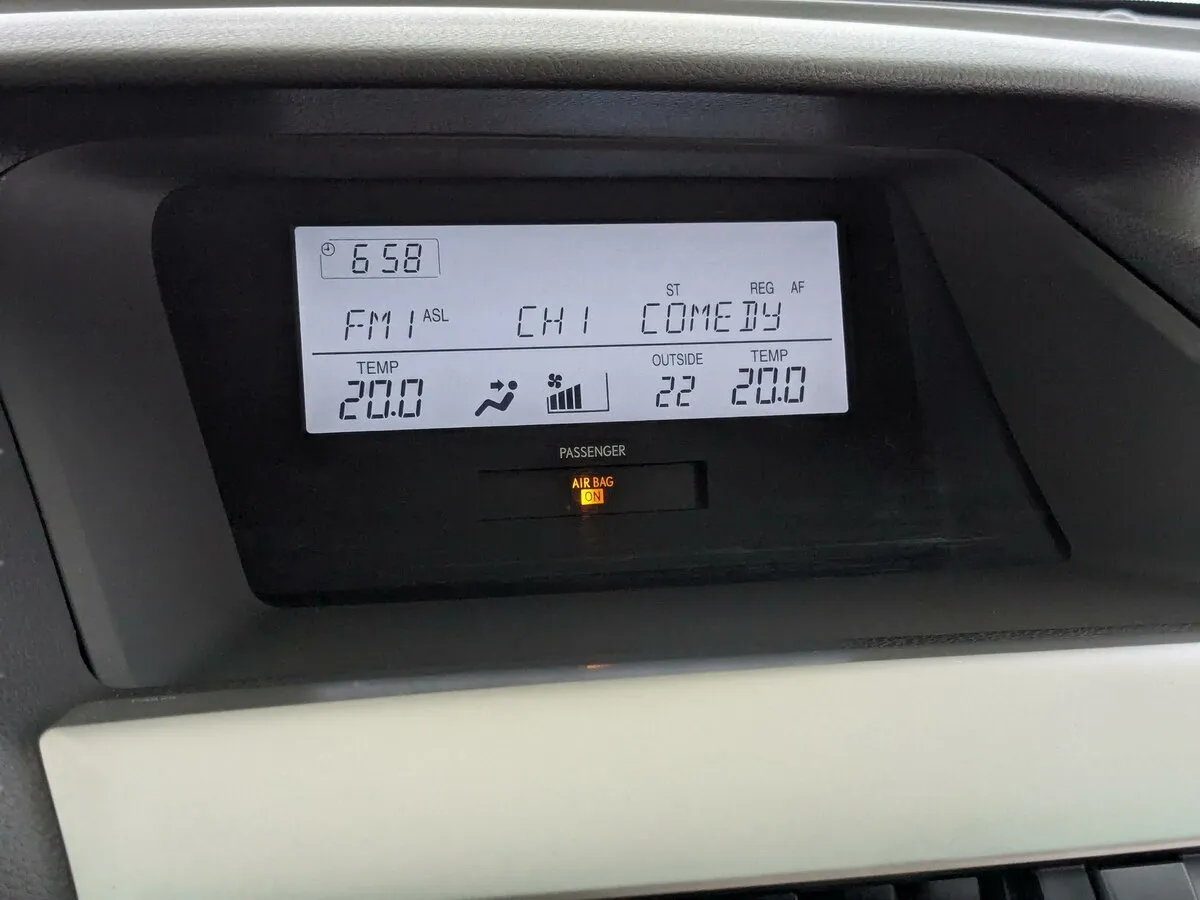 6 58
ST REG AF
FM1 ASL CH1 COMEDY
TEMP OUTSIDE TEMP
20.0 22 20.0
PASSENGER
AIR BAG
ON